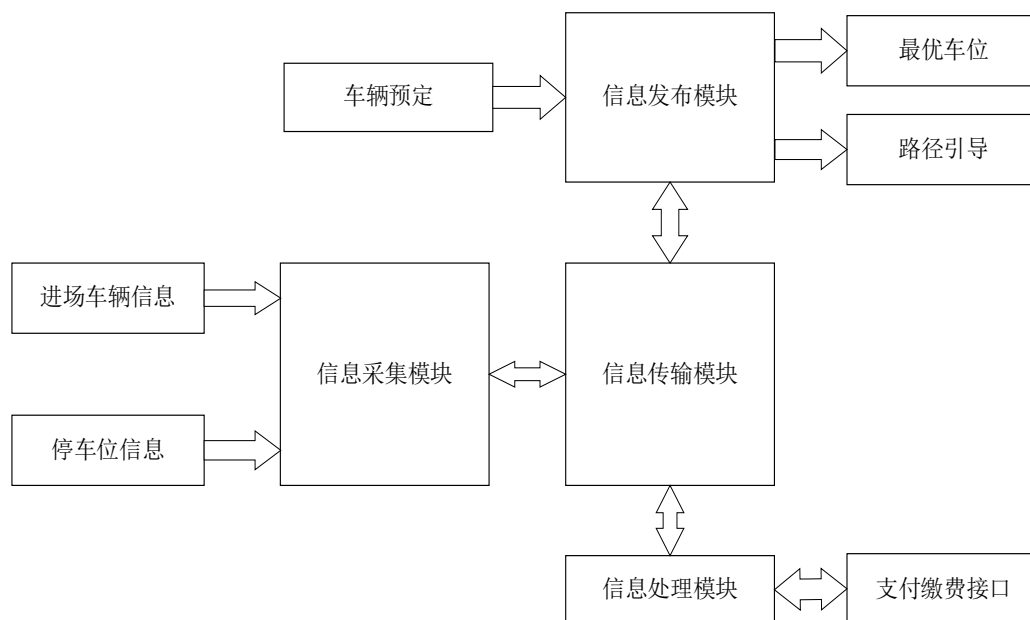 最优车位
车辆预定
信息发布模块
路径引导
进场车辆信息
信息采集模块
信息传输模块
停车位信息
信息处理模块
支付缴费接口